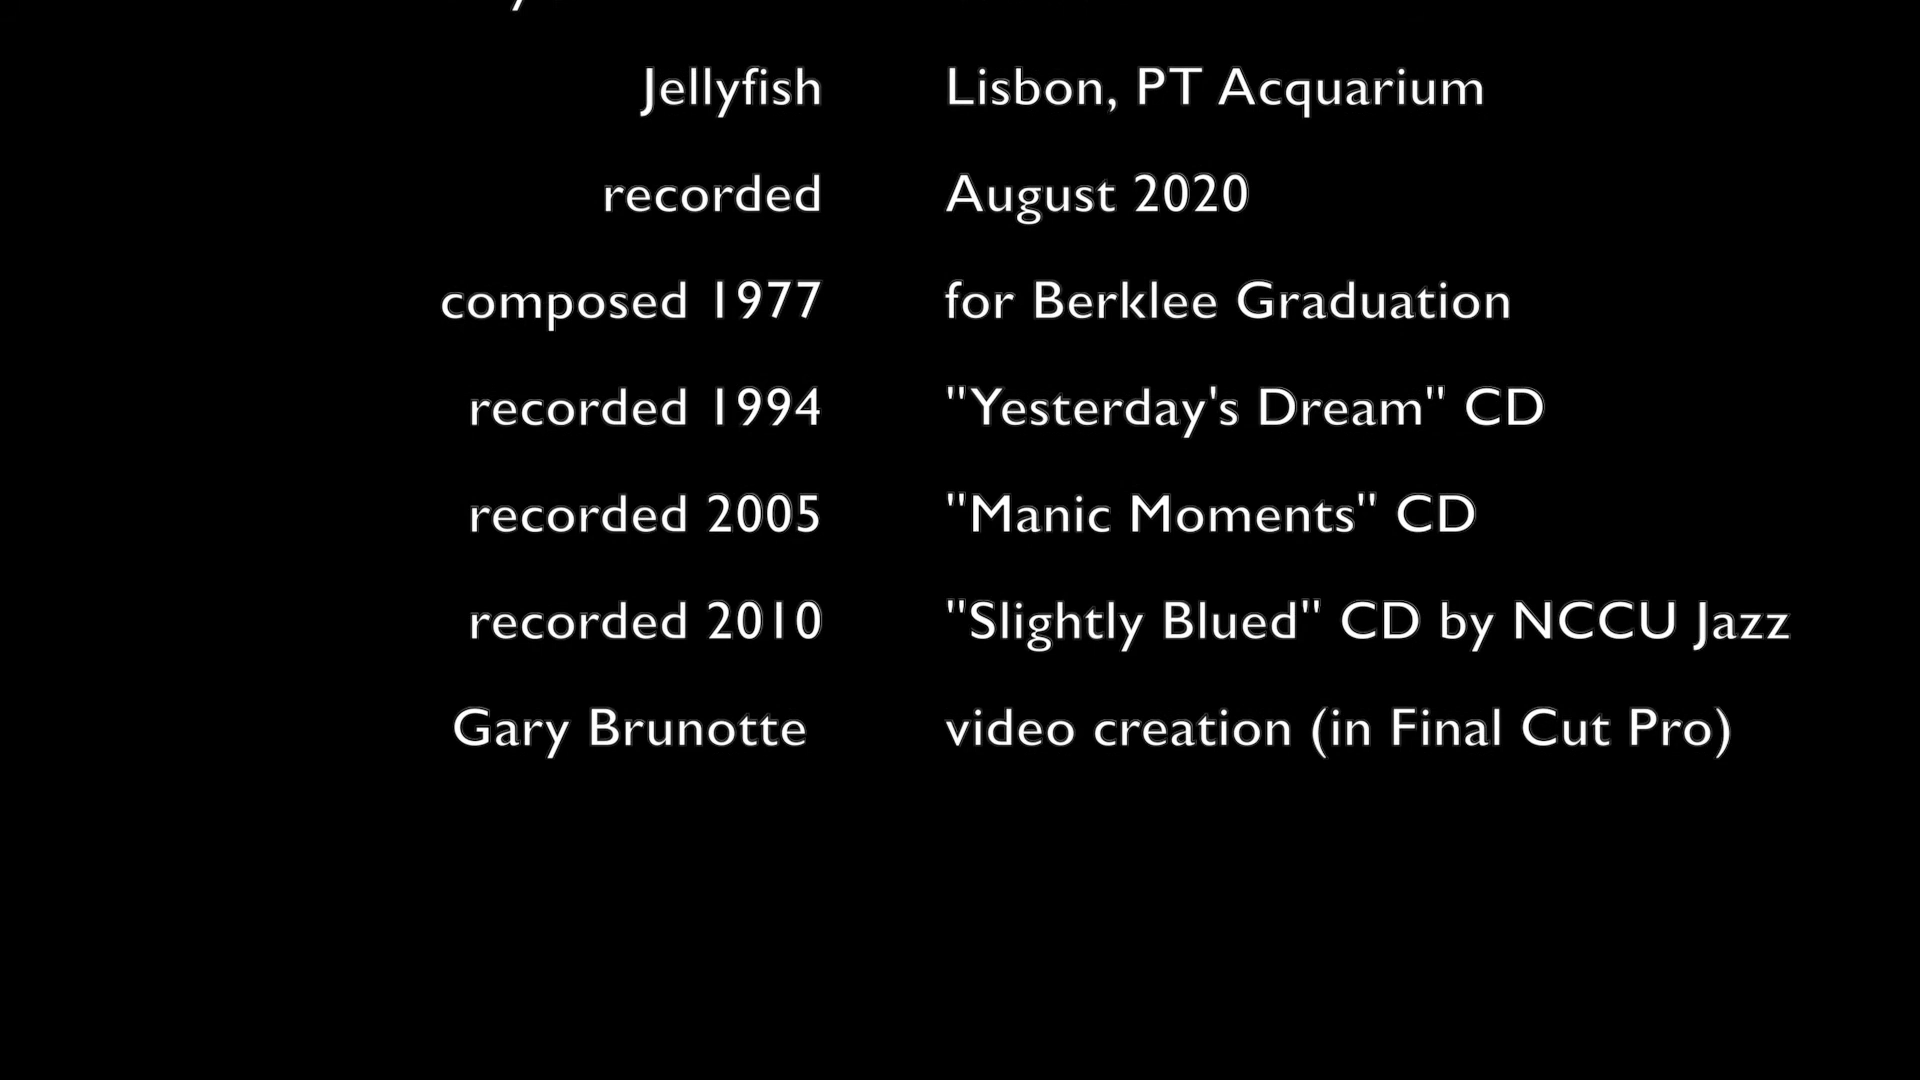 Jellyfish Lisbon, PT Acquarium
recorded August 2020
composed 1977 for Berklee Graduation
recorded 1994 "Yesterday's Dream" CD
recorded 2005 "Manic Moments" CD
recorded 2010 "Slightly Blued" CD by NCCU Jazz
Gary Brunotte video creation (in Final Cut Pro)